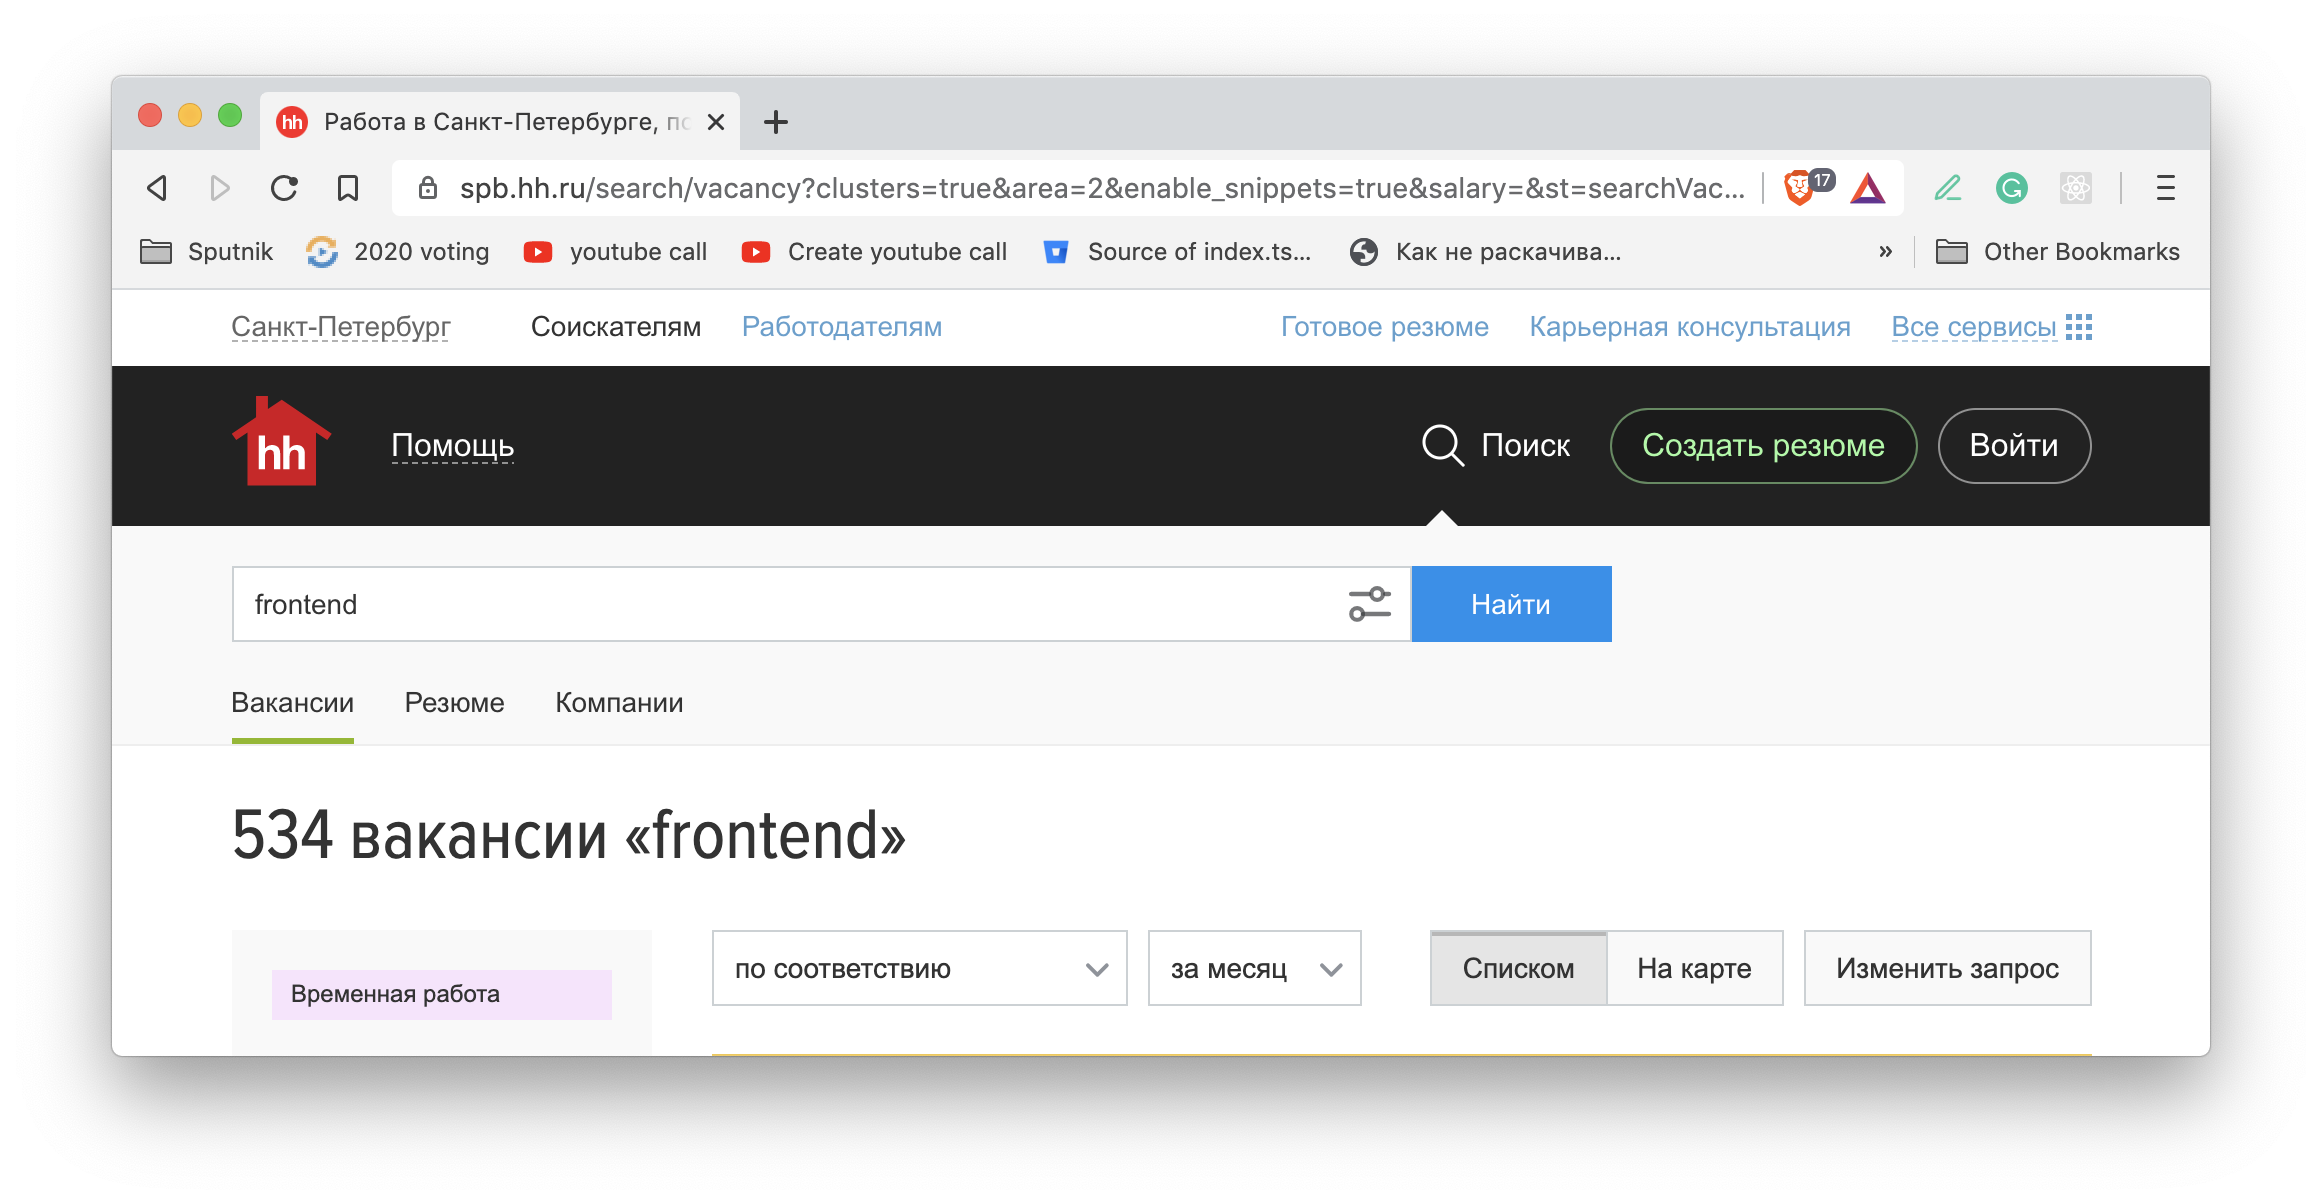 hh Работа в Санкт-Петербурге, по
spb.hh.ru/search/vacancy?clusters=true&area=2&enable_snippets=true&salary=&st=searchVac... 17
Sputnik 2020 voting youtube call Create youtube call Source of index.ts... Как не раскачива... » Other Bookmarks
Санкт-Петербург Соискателям Работодателям Готовое резюме Карьерная консультация Все сервисы
hh Помощь Поиск Создать резюме Войти
frontend Найти
Вакансии Резюме Компании
534 вакансии «frontend»
по соответствию за месяц Списком На карте Изменить запрос
Временная работа